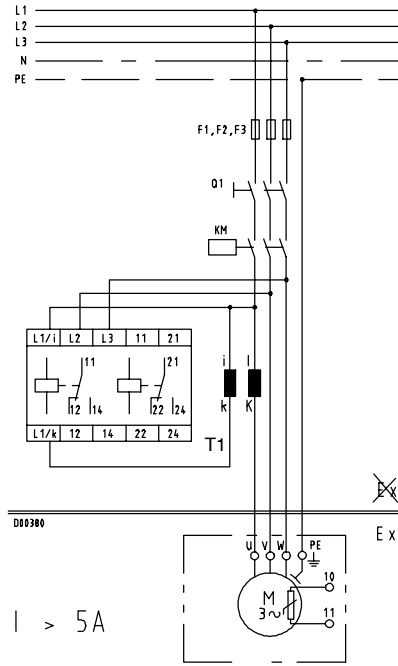 L1
L2
L3
N
PE
F1,F2,F3
Q1
KM
L1/i L2 L3 11 21
11 21
12 14 22 24
L1/k 12 14 22 24
i I
k K
T1
Ex
D00380
Ex
U V W PE
10
M
3~
11
I > 5A